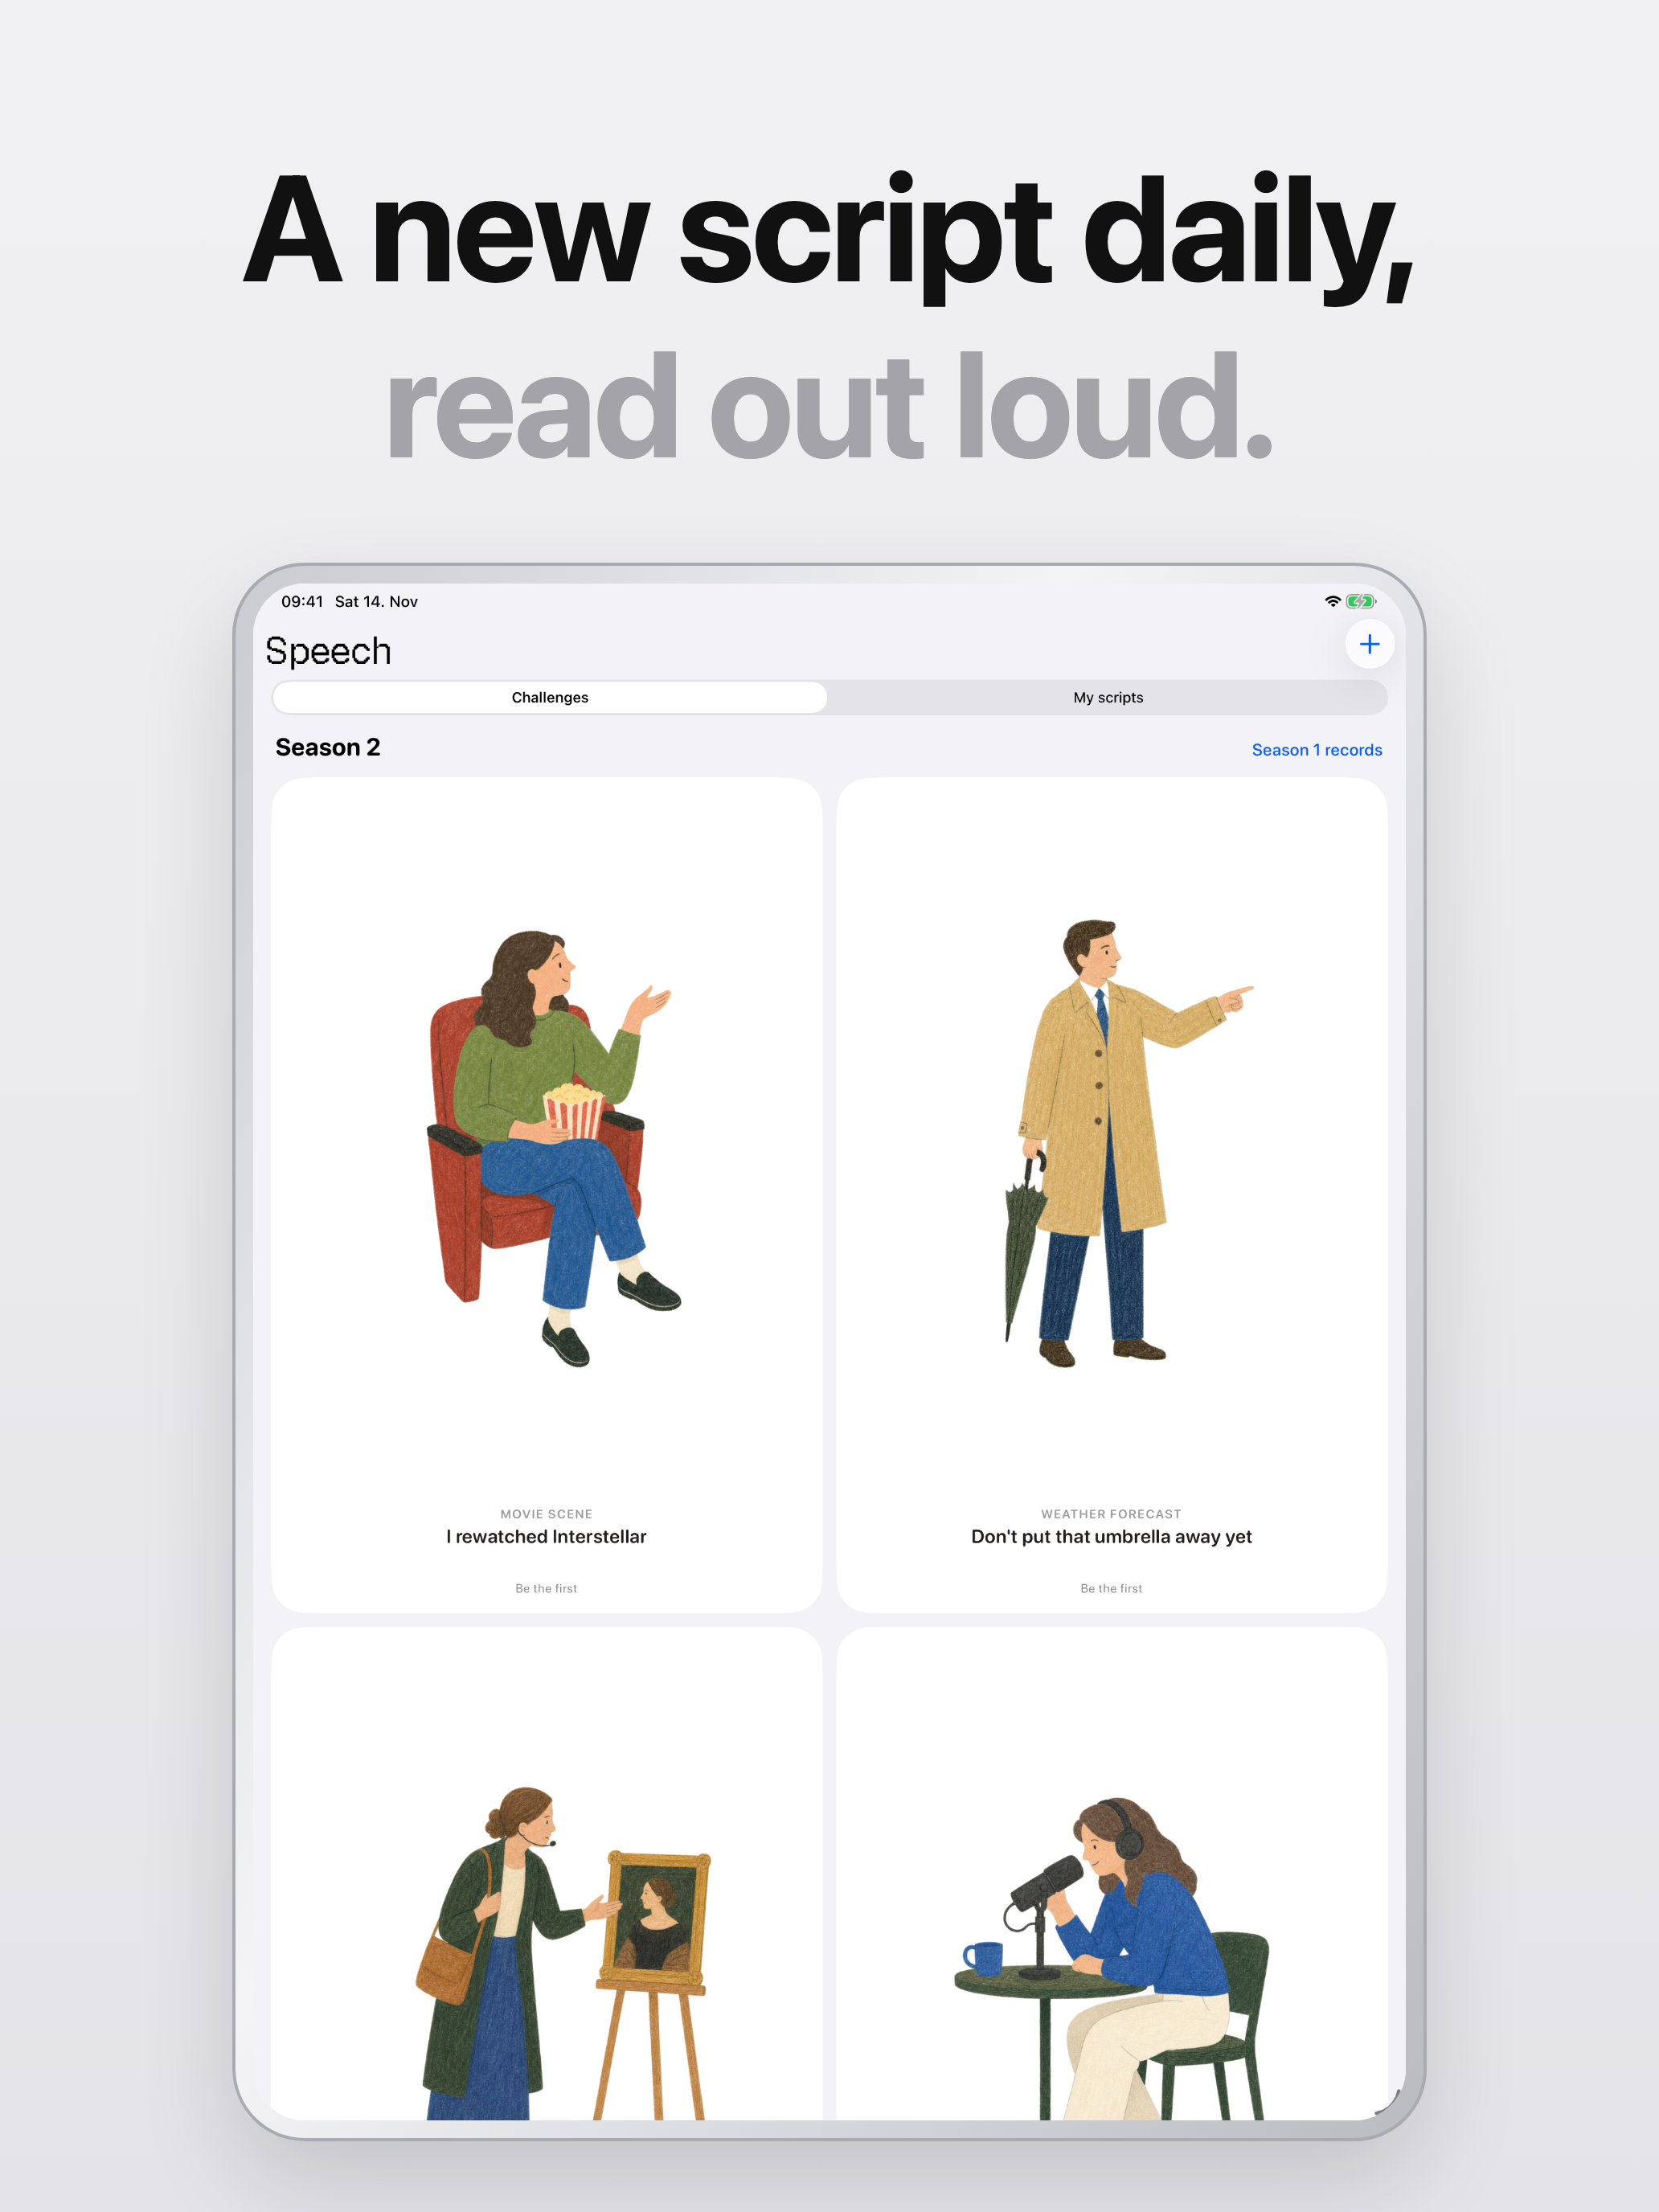 A new script daily,
read out loud.
09:41 Sat 14. Nov
Speech
Challenges
My scripts
Season 2
Season 1 records
MOVIE SCENE
I rewatched Interstellar
Be the first
WEATHER FORECAST
Don't put that umbrella away yet
Be the first